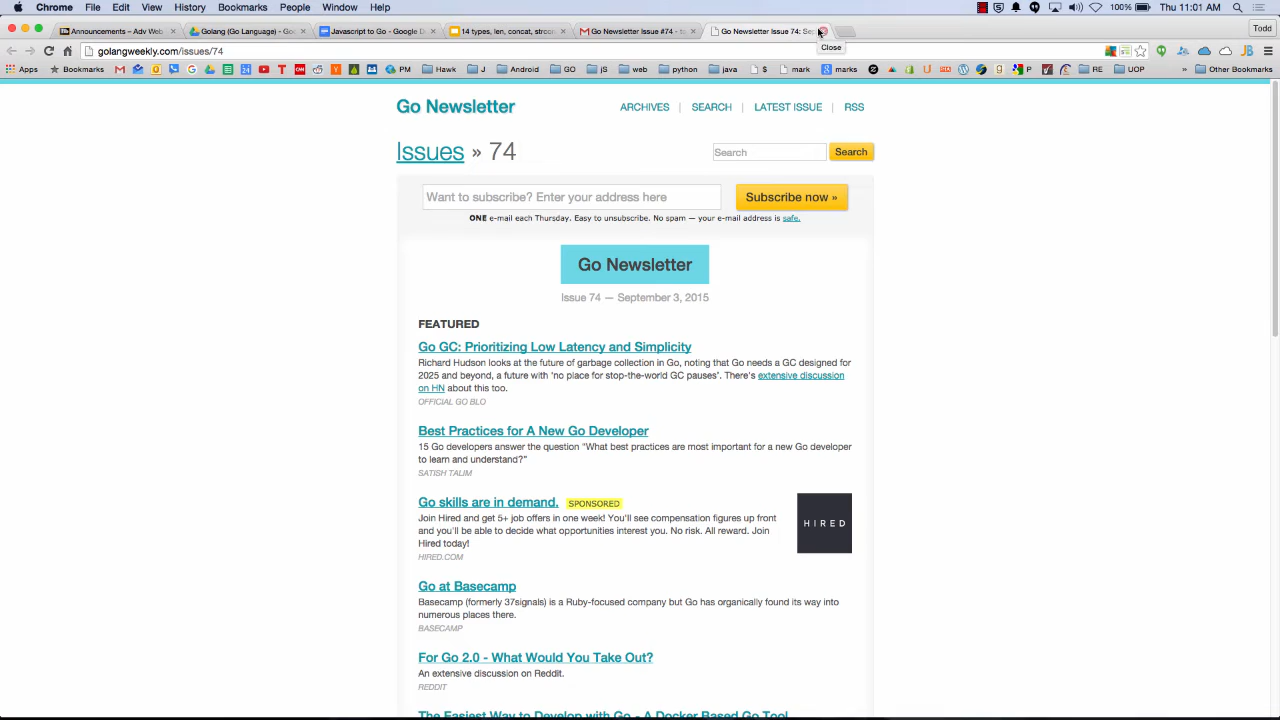 Chrome File Edit View History Bookmarks People Window Help 100% Thu 11:01 AM
Announcements – Adv Web
Golang (Go Language) - Go
Javascript to Go - Google D
14 types, len, concat, strco
Go Newsletter Issue #74 -
Go Newsletter Issue 74: Se
Todd
Close
golangweekly.com/issues/74
Apps Bookmarks PM Hawk J Android GO jS web python java $ mark marks RE UOP » Other Bookmarks
Go Newsletter
ARCHIVES | SEARCH | LATEST ISSUE | RSS
Issues » 74
Search
Search
Want to subscribe? Enter your address here
Subscribe now »
ONE e-mail each Thursday. Easy to unsubscribe. No spam — your e-mail address is safe.
Go Newsletter
Issue 74 — September 3, 2015
FEATURED
Go GC: Prioritizing Low Latency and Simplicity
Richard Hudson looks at the future of garbage collection in Go, noting that Go needs a GC designed for
2025 and beyond, a future with 'no place for stop-the-world GC pauses'. There's extensive discussion
on HN about this too.
OFFICIAL GO BLO
Best Practices for A New Go Developer
15 Go developers answer the question "What best practices are most important for a new Go developer
to learn and understand?"
SATISH TALIM
Go skills are in demand. SPONSORED
Join Hired and get 5+ job offers in one week! You'll see compensation figures up front
and you'll be able to decide what opportunities interest you. No risk. All reward. Join
Hired today!
HIRED.COM
HIRED
Go at Basecamp
Basecamp (formerly 37signals) is a Ruby-focused company but Go has organically found its way into
numerous places there.
BASECAMP
For Go 2.0 - What Would You Take Out?
An extensive discussion on Reddit.
REDDIT
The Easiest Way to Develop with Go - A Docker Based Go Tool